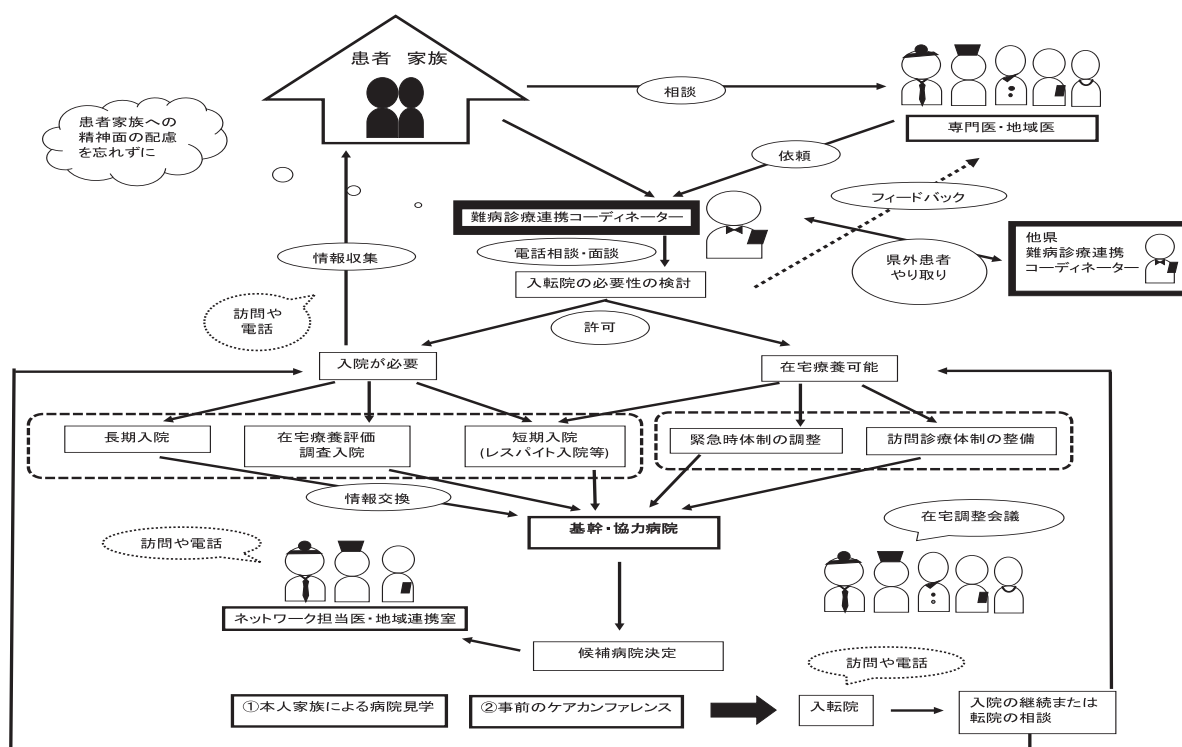 患者 家族
相談
専門医・地域医
患者家族への
精神面の配慮
を忘れずに
依頼
フィードバック
難病診療連携コーディネーター
情報収集
電話相談・面談
県外患者
やり取り
他県
難病診療連携
コーディネーター
入転院の必要性の検討
訪問や
電話
許可
入院が必要
在宅療養可能
長期入院
在宅療養評価
調査入院
短期入院
(レスパイト入院等)
緊急時体制の調整
訪問診療体制の整備
情報交換
基幹・協力病院
在宅調整会議
訪問や電話
ネットワーク担当医・地域連携室
候補病院決定
訪問や電話
①本人家族による病院見学
②事前のケアカンファレンス
入転院
入院の継続または
転院の相談